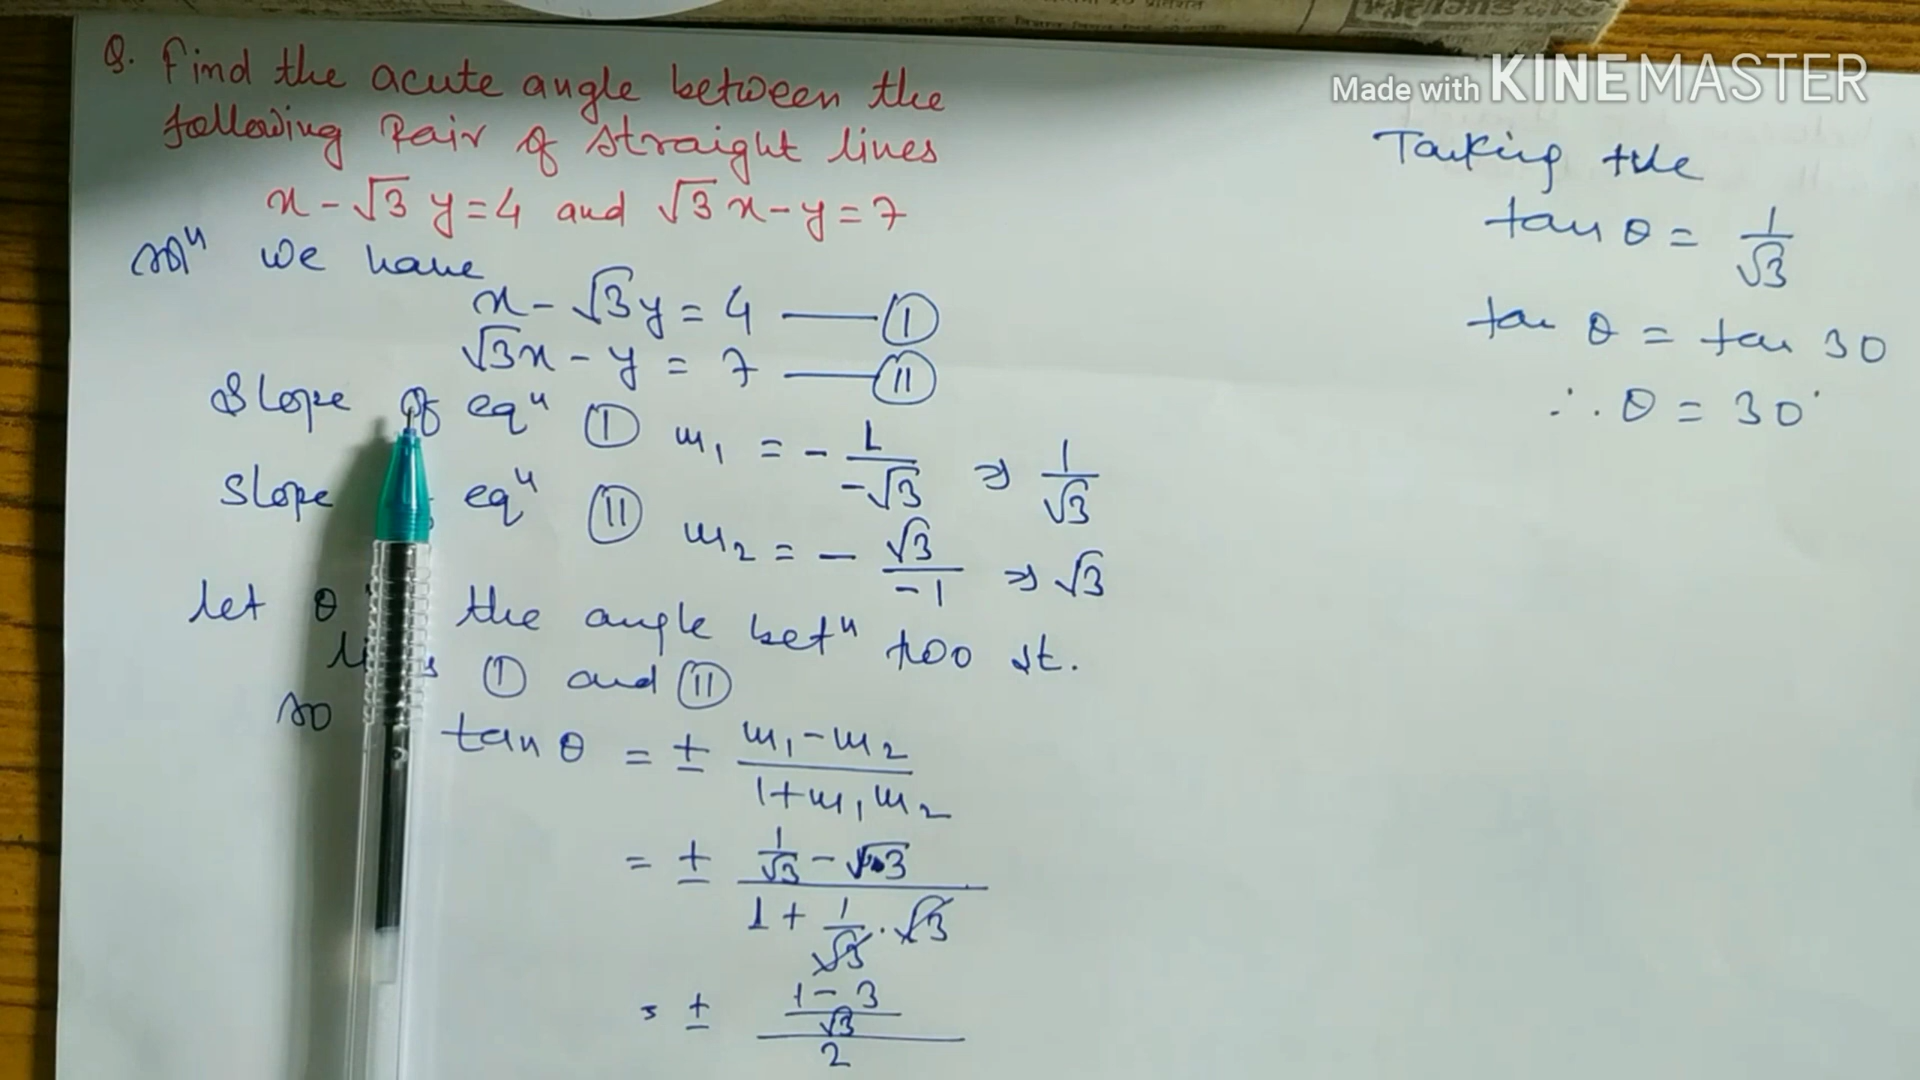 Q. Find the acute angle between the
following Pair of straight lines
x - √3 y = 4 and √3 x - y = 7
Solⁿ we have
x - √3y = 4 —— I
√3x - y = 7 —— II
Slope of eqⁿ I m₁ = - 1/-√3 ⇒ 1/√3
Slope eqⁿ II m₂ = - √3/-1 ⇒ √3
let θ the angle betⁿ two st.
I and II
so tan θ = ± m₁-m₂/1+m₁m₂
= ± 1/√3 - √3 / 1 + 1/√3 . √3
= ± 1-3/√3 / 2
Made with KINEMASTER
Taking the
tan θ = 1/√3
tan θ = tan 30
∴ θ = 30°